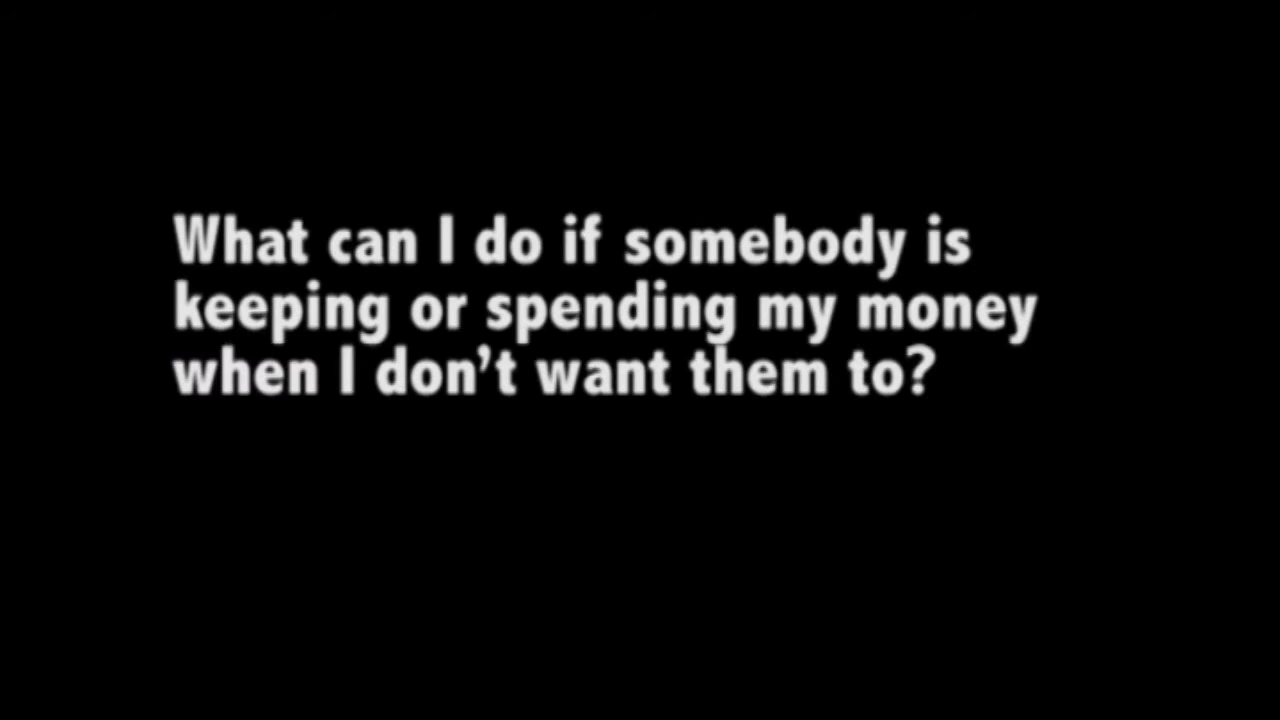 What can I do if somebody is
keeping or spending my money
when I don’t want them to?